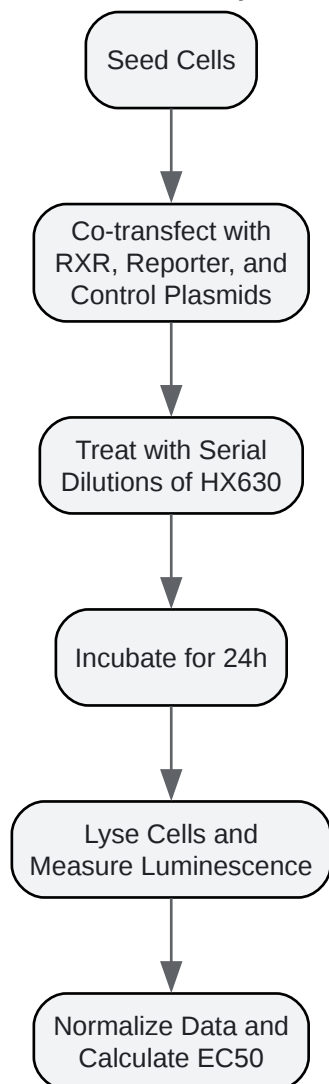 Seed Cells
Co-transfect with
RXR, Reporter, and
Control Plasmids
Treat with Serial
Dilutions of HX630
Incubate for 24h
Lyse Cells and
Measure Luminescence
Normalize Data and
Calculate EC50